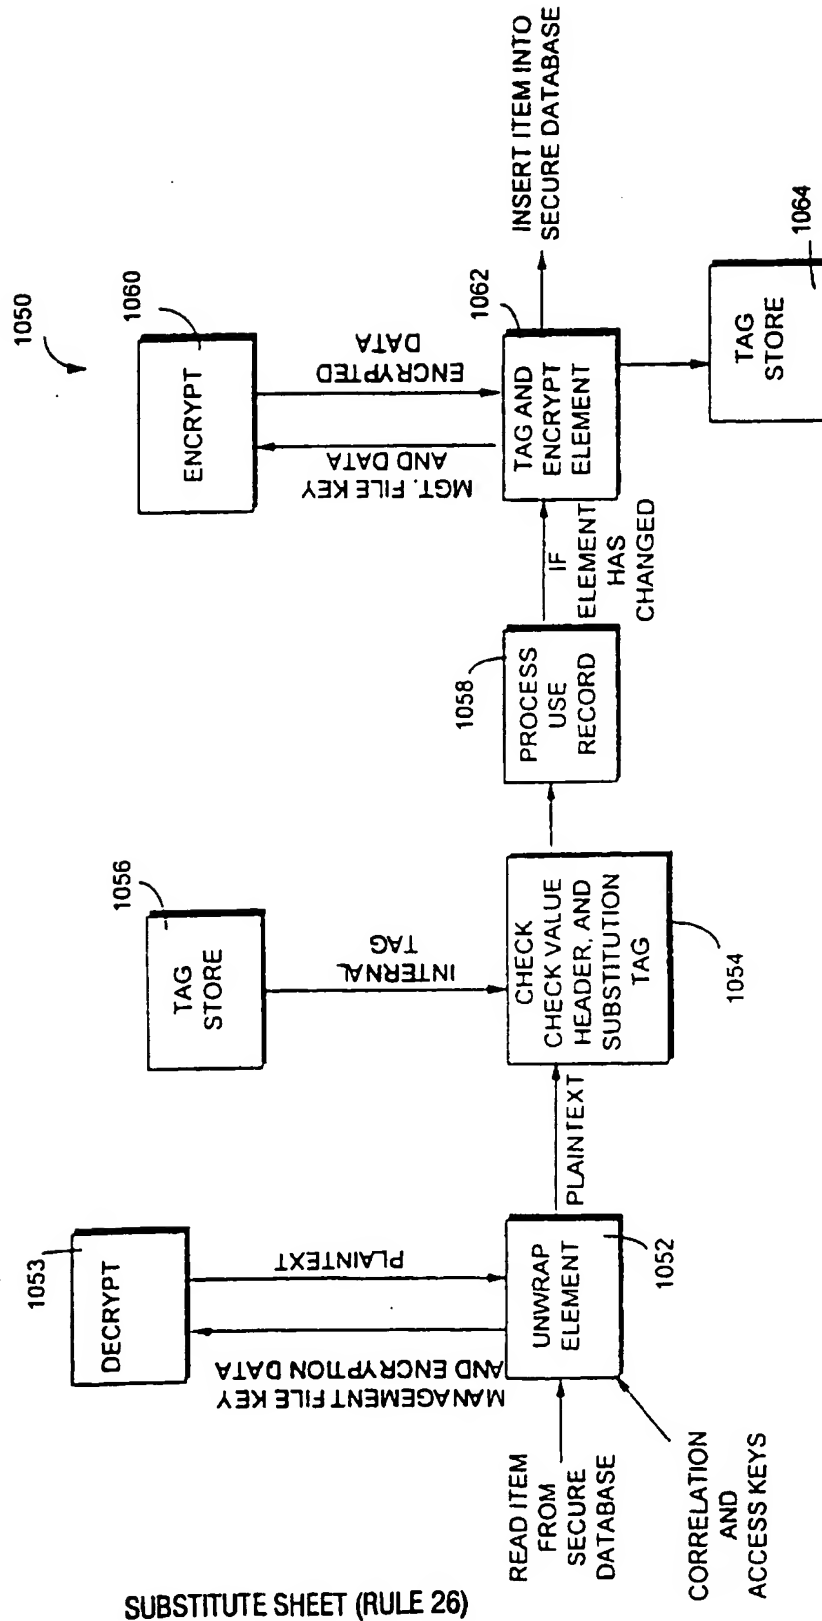 1050
1053
DECRYPT
MANAGEMENT FILE KEY
AND ENCRYPTION DATA
PLAINTEXT
READ ITEM
FROM
SECURE
DATABASE
CORRELATION
AND
ACCESS KEYS
UNWRAP
ELEMENT
1052
PLAINTEXT
1056
TAG
STORE
INTERNAL
TAG
CHECK
CHECK VALUE
HEADER, AND
SUBSTITUTION
TAG
1054
1058
PROCESS
USE
RECORD
IF
ELEMENT
HAS
CHANGED
1060
ENCRYPT
MGT. FILE KEY
AND DATA
ENCRYPTED
DATA
1062
TAG AND
ENCRYPT
ELEMENT
INSERT ITEM INTO
SECURE DATABASE
TAG
STORE
1064
SUBSTITUTE SHEET (RULE 26)